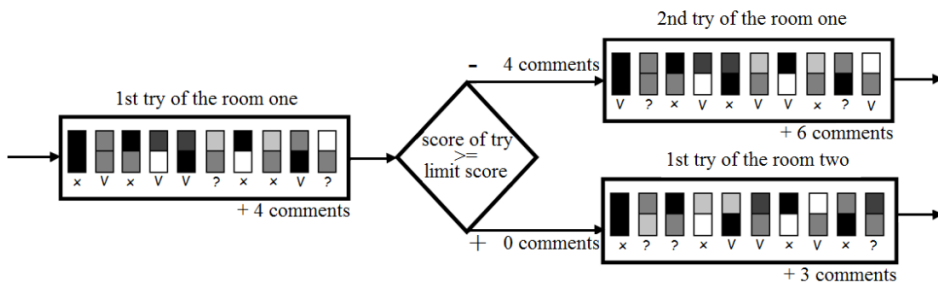 1st try of the room one
x V x V V ? x x V ?
+ 4 comments
score of try
>=
limit score
-
4 comments
+
0 comments
2nd try of the room one
V ? x V x V V x ? V
+ 6 comments
1st try of the room two
x ? ? x V V x V x ?
+ 3 comments